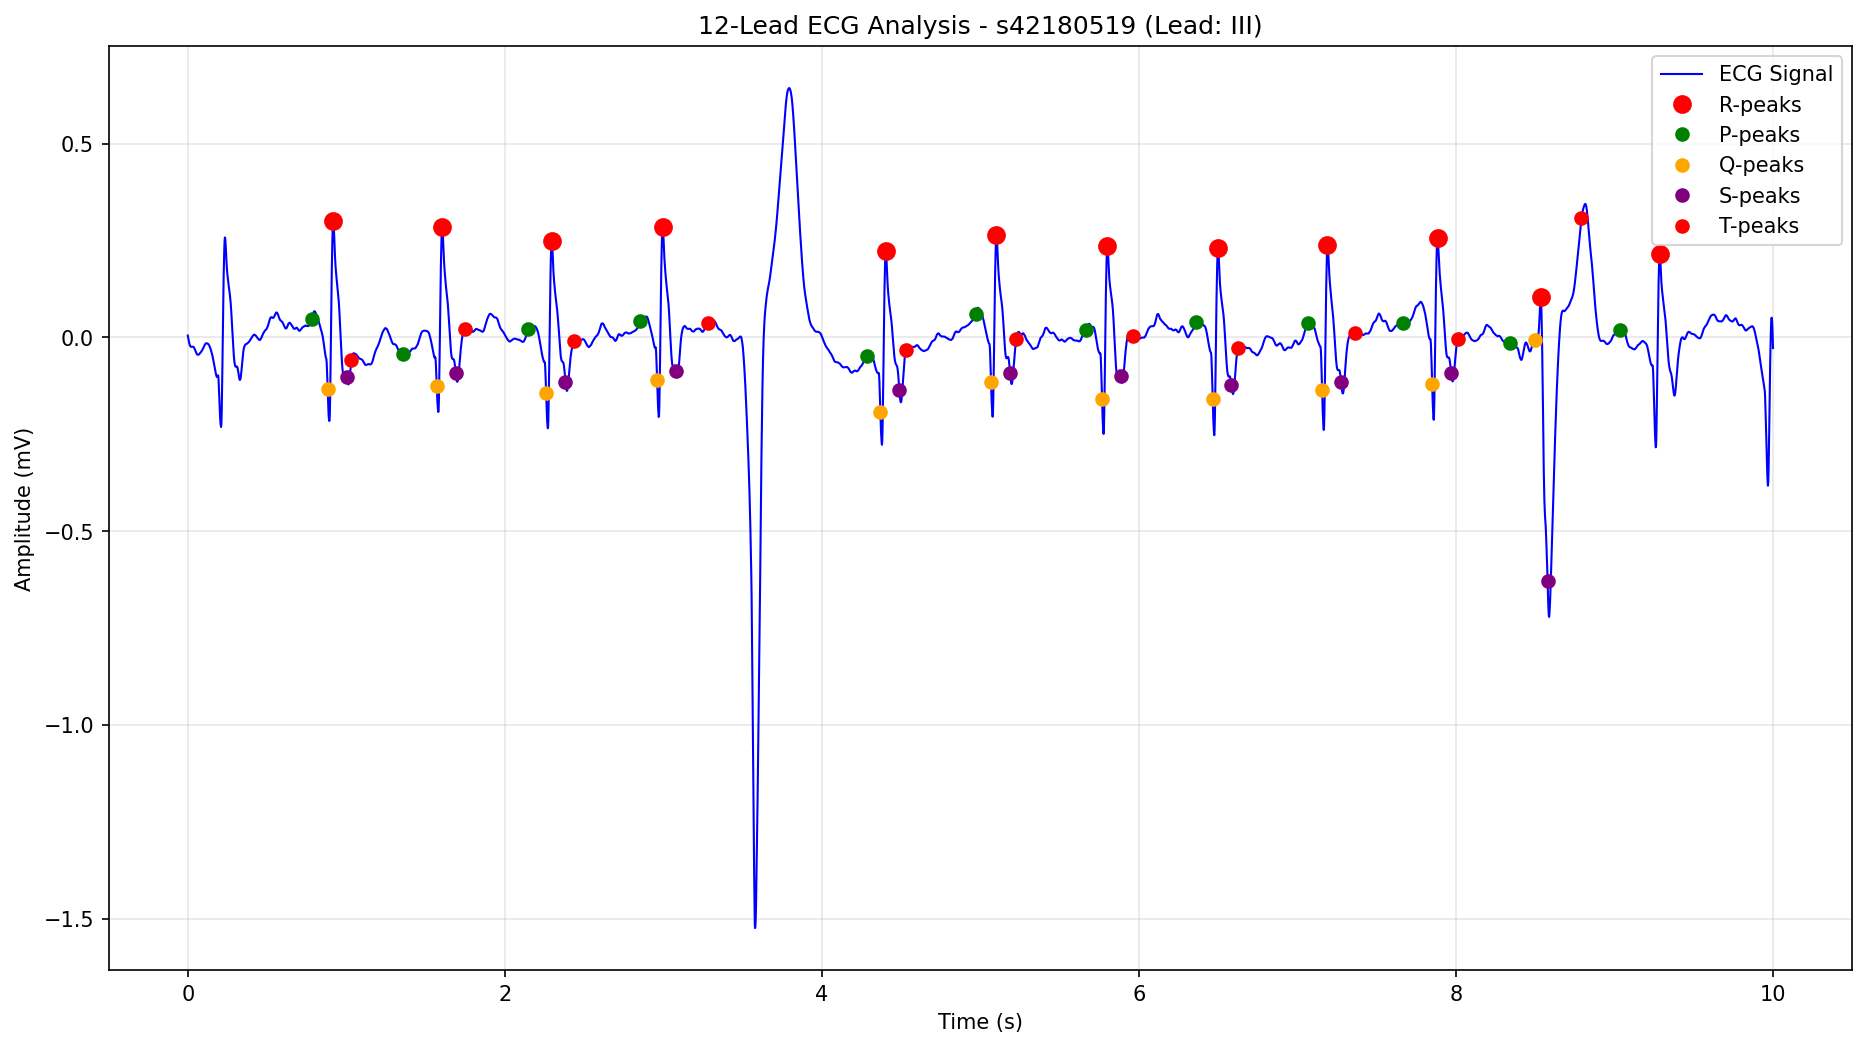 12-Lead ECG Analysis - s42180519 (Lead: III)
ECG Signal
R-peaks
P-peaks
Q-peaks
S-peaks
T-peaks
Amplitude (mV)
0.5
0.0
−0.5
−1.0
−1.5
0 2 4 6 8 10
Time (s)